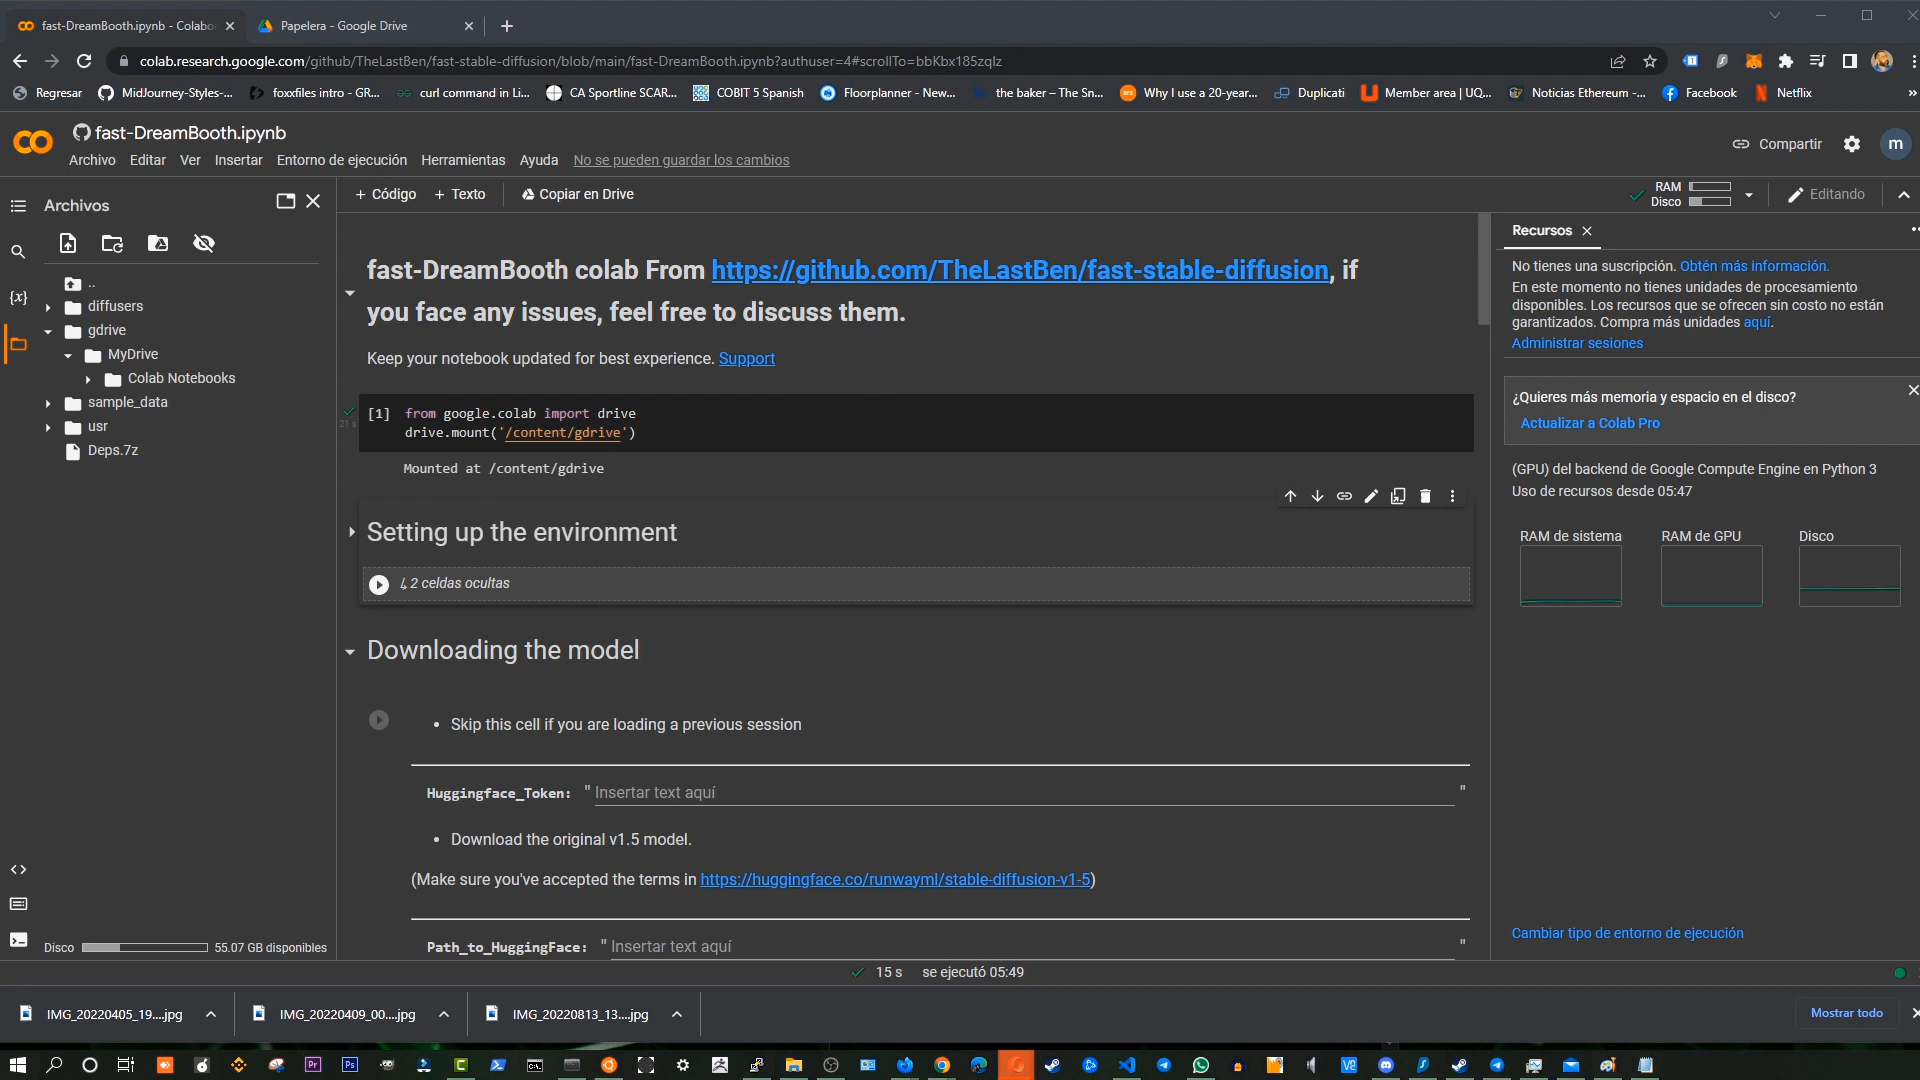 fast-DreamBooth.ipynb - Colabo
Papelera - Google Drive
colab.research.google.com/github/TheLastBen/fast-stable-diffusion/blob/main/fast-DreamBooth.ipynb?authuser=4#scrollTo=bbKbx185zqlz
Regresar MidJourney-Styles-... foxxfiles intro - GR... curl command in Li... CA Sportline SCAR... COBIT 5 Spanish Floorplanner - New... the baker – The Sn... Why I use a 20-year... Duplicati Member area | UQ... Noticias Ethereum -... Facebook Netflix »
fast-DreamBooth.ipynb
Archivo Editar Ver Insertar Entorno de ejecución Herramientas Ayuda No se pueden guardar los cambios
Compartir m
Archivos
+ Código + Texto Copiar en Drive
RAM
Disco
Editando
..
diffusers
gdrive
MyDrive
Colab Notebooks
sample_data
usr
Deps.7z
Disco 55.07 GB disponibles
fast-DreamBooth colab From https://github.com/TheLastBen/fast-stable-diffusion, if
you face any issues, feel free to discuss them.
Keep your notebook updated for best experience. Support
[1] from google.colab import drive
21 s
drive.mount('/content/gdrive')
Mounted at /content/gdrive
Setting up the environment
↳ 2 celdas ocultas
Downloading the model
• Skip this cell if you are loading a previous session
Huggingface_Token: " Insertar text aquí "
• Download the original v1.5 model.
(Make sure you've accepted the terms in https://huggingface.co/runwayml/stable-diffusion-v1-5)
Path_to_HuggingFace: " Insertar text aquí "
Recursos
No tienes una suscripción. Obtén más información.
En este momento no tienes unidades de procesamiento
disponibles. Los recursos que se ofrecen sin costo no están
garantizados. Compra más unidades aquí.
Administrar sesiones
¿Quieres más memoria y espacio en el disco?
Actualizar a Colab Pro
(GPU) del backend de Google Compute Engine en Python 3
Uso de recursos desde 05:47
RAM de sistema RAM de GPU Disco
Cambiar tipo de entorno de ejecución
15 s se ejecutó 05:49
IMG_20220405_19....jpg IMG_20220409_00....jpg IMG_20220813_13....jpg
Mostrar todo